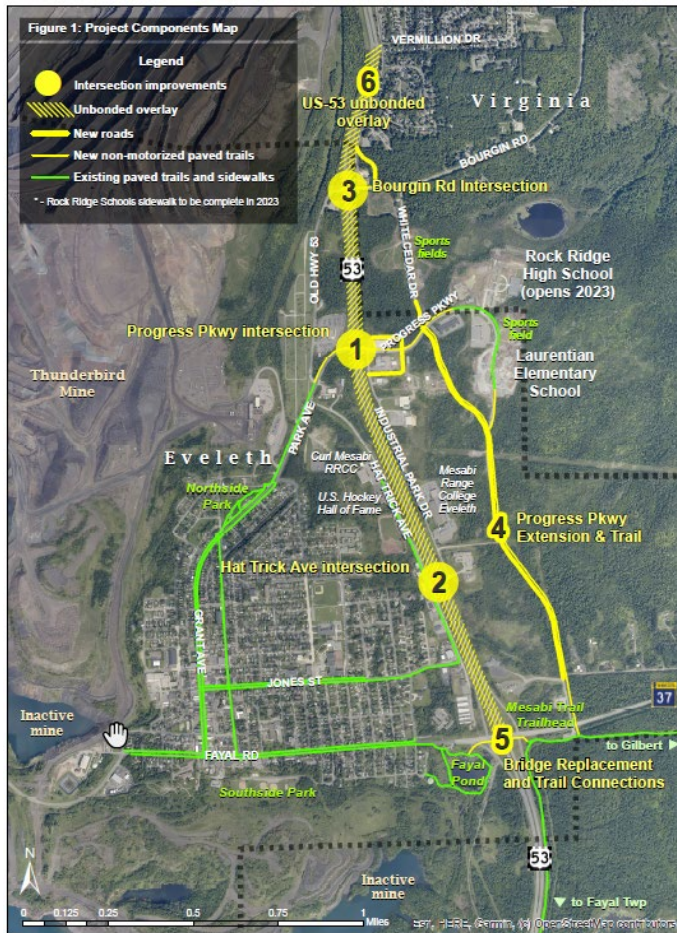 Figure 1: Project Components Map
Legend
Intersection improvements
Unbonded overlay
New roads
New non-motorized paved trails
Existing paved trails and sidewalks
* - Rock Ridge Schools sidewalk to be complete in 2023
VERMILLION DR
6
US-53 unbonded
overlay
Virginia
BOURGIN RD
3
Bourgin Rd Intersection
WHITE CEDAR DR
Sports
fields
OLD HWY 53
53
Rock Ridge
High School
(opens 2023)
PROGRESS PKWY
Progress Pkwy intersection
1
Sports
field
Laurentian
Elementary
School
Thunderbird
Mine
PARK AVE
INDUSTRIAL PARK DR
HAT TRICK AVE
Eveleth
Curl Mesabi
RRCC
U.S. Hockey
Hall of Fame
Mesabi
Range
College
Eveleth
Northside
Park
4
Progress Pkwy
Extension & Trail
Hat Trick Ave intersection
2
GRANT AVE
JONES ST
37
Mesabi Trail
Trailhead
Inactive
mine
5
to Gilbert
FAYAL RD
Bridge Replacement
and Trail Connections
Fayal
Pond
Southside Park
53
N
Inactive
mine
to Fayal Twp
0 0.125 0.25 0.5 0.75 1
Miles
Esri, HERE, Garmin, (c) OpenStreetMap contributors